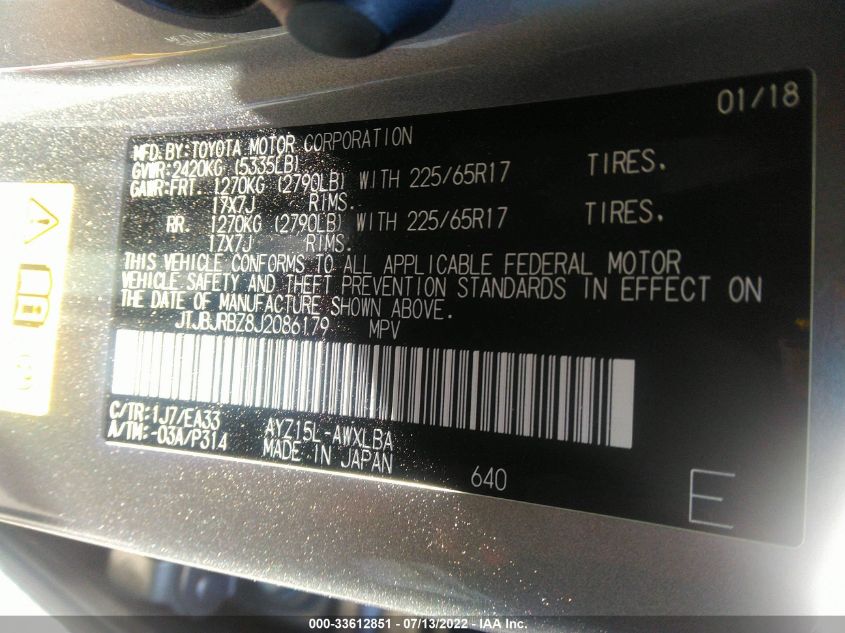 01/18
MFD. BY:TOYOTA MOTOR CORPORATION
GVWR:2420KG (5335LB)
GAWR:FRT. 1270KG (2790LB) WITH 225/65R17 TIRES.
17X7J RIMS.
RR. 1270KG (2790LB) WITH 225/65R17 TIRES.
17X7J RIMS.
THIS VEHICLE CONFORMS TO ALL APPLICABLE FEDERAL MOTOR
VEHICLE SAFETY AND THEFT PREVENTION STANDARDS IN EFFECT ON
THE DATE OF MANUFACTURE SHOWN ABOVE.
JTJBJRBZ8J2086179 MPV
C/TR:1J7/EA33
A/TM:-03A/P314
AYZ15L-AWXLBA
MADE IN JAPAN
640
E
000-33612851 - 07/13/2022 - IAA Inc.